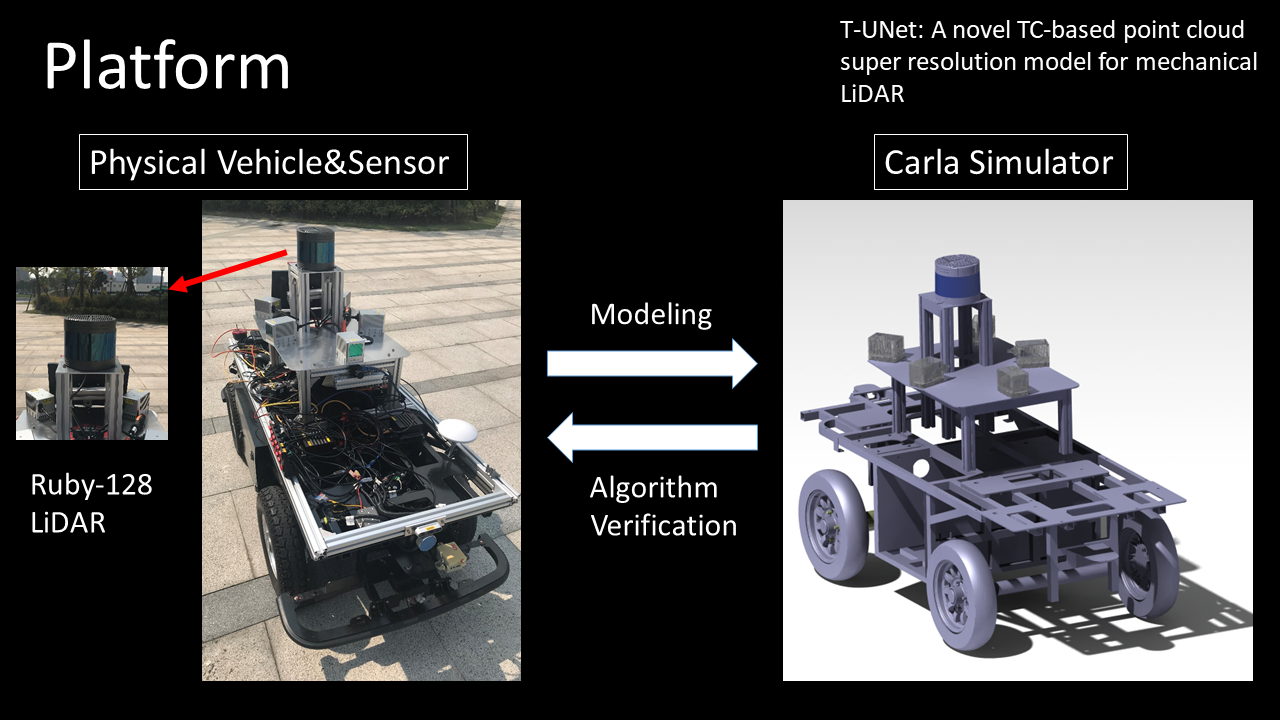 Platform
T-UNet: A novel TC-based point cloud
super resolution model for mechanical
LiDAR
Physical Vehicle&Sensor
Carla Simulator
Modeling
Algorithm
Verification
Ruby-128
LiDAR